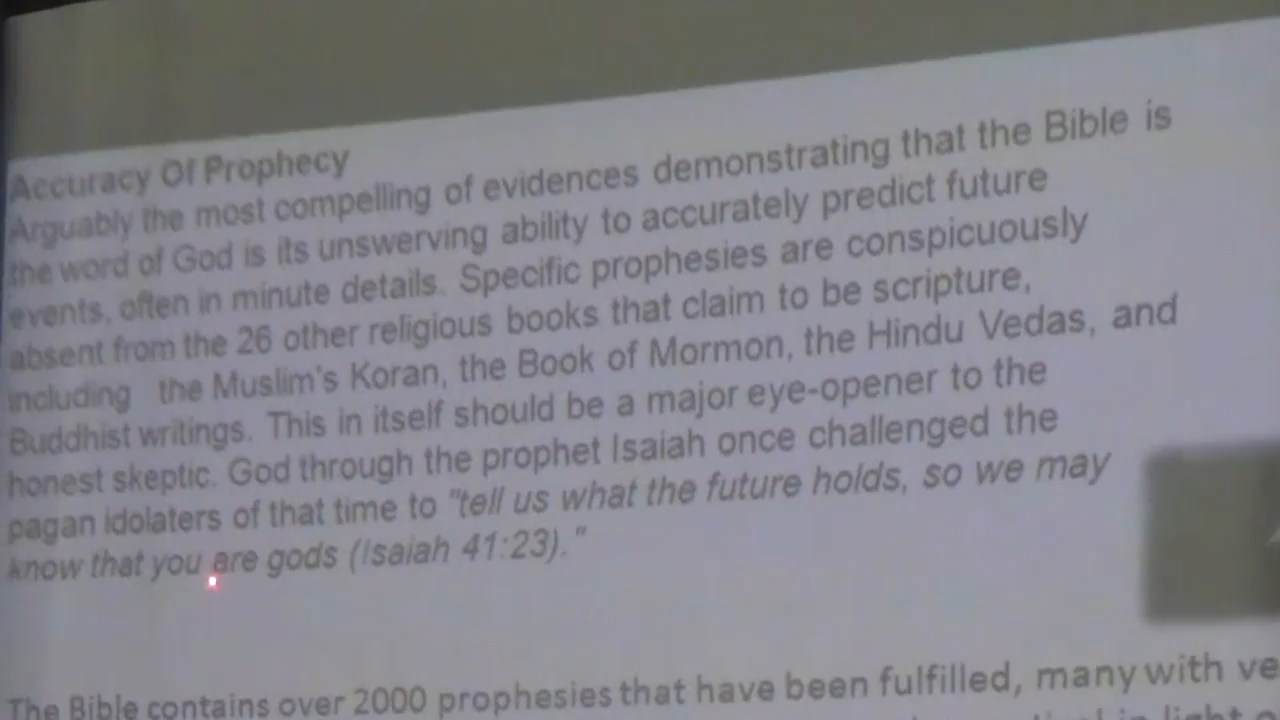 Accuracy Of Prophecy
Arguably the most compelling of evidences demonstrating that the Bible is
the word of God is its unswerving ability to accurately predict future
events, often in minute details. Specific prophesies are conspicuously
absent from the 26 other religious books that claim to be scripture,
including the Muslim's Koran, the Book of Mormon, the Hindu Vedas, and
Buddhist writings. This in itself should be a major eye-opener to the
honest skeptic. God through the prophet Isaiah once challenged the
pagan idolaters of that time to "tell us what the future holds, so we may
know that you are gods (Isaiah 41:23)."
The Bible contains over 2000 prophesies that have been fulfilled, many with
in light